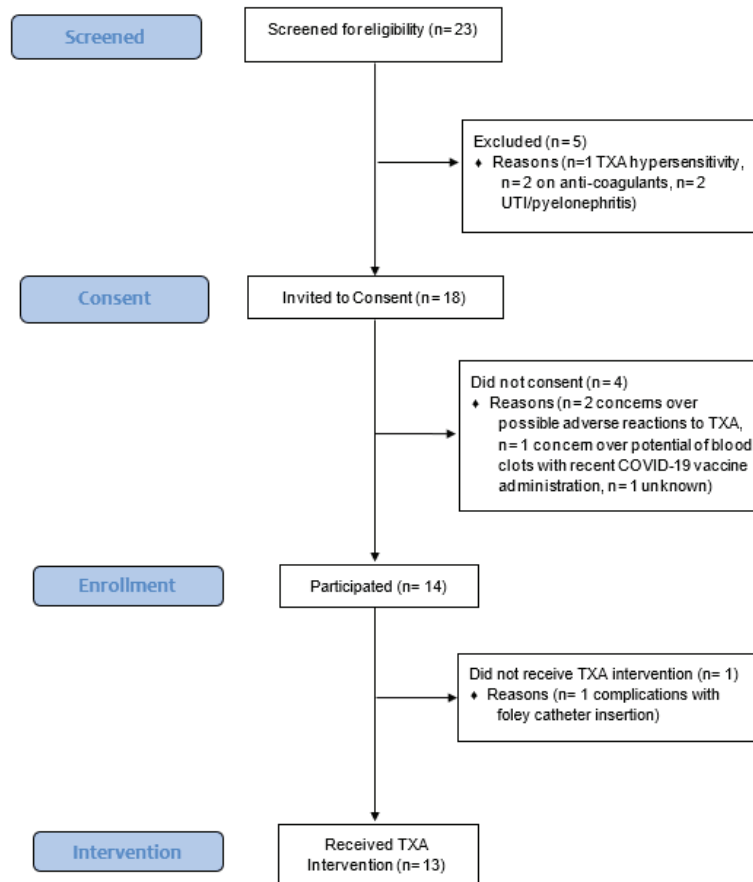 Screened
Screened for eligibility (n= 23)
Excluded (n= 5)
♦ Reasons (n=1 TXA hypersensitivity,
n= 2 on anti-coagulants, n= 2
UTI/pyelonephritis)
Consent
Invited to Consent (n= 18)
Did not consent (n= 4)
♦ Reasons (n= 2 concerns over
possible adverse reactions to TXA,
n= 1 concern over potential of blood
clots with recent COVID-19 vaccine
administration, n= 1 unknown)
Enrollment
Participated (n= 14)
Did not receive TXA intervention (n= 1)
♦ Reasons (n= 1 complications with
foley catheter insertion)
Intervention
Received TXA
Intervention (n= 13)